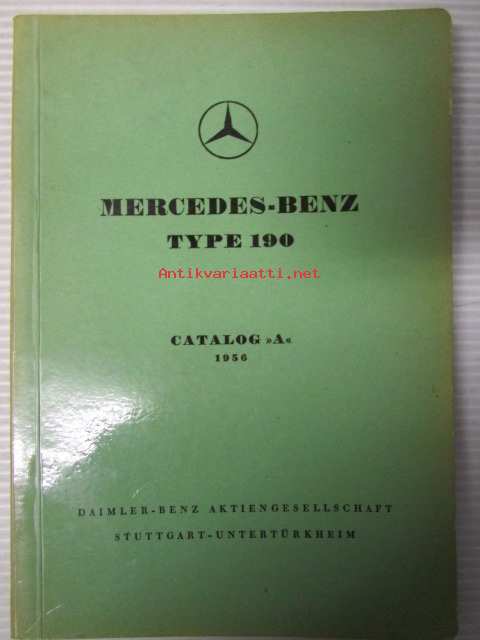 MERCEDES-BENZ
TYPE 190
Antikvariaatti.net
CATALOG »A«
1956
DAIMLER-BENZ AKTIENGESELLSCHAFT
STUTTGART-UNTERTÜRKHEIM